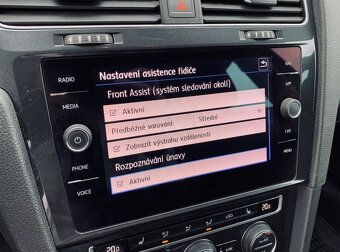 Nastavení asistence řidiče
Front Assist (systém sledování okolí)
Aktivní
Předběžné varování: Střední
Zobrazit výstrahu vzdálenosti
Rozpoznávání únavy
Aktivní
RADIO
MEDIA
PHONE
VOICE
NAV
APP
CAR
MENU